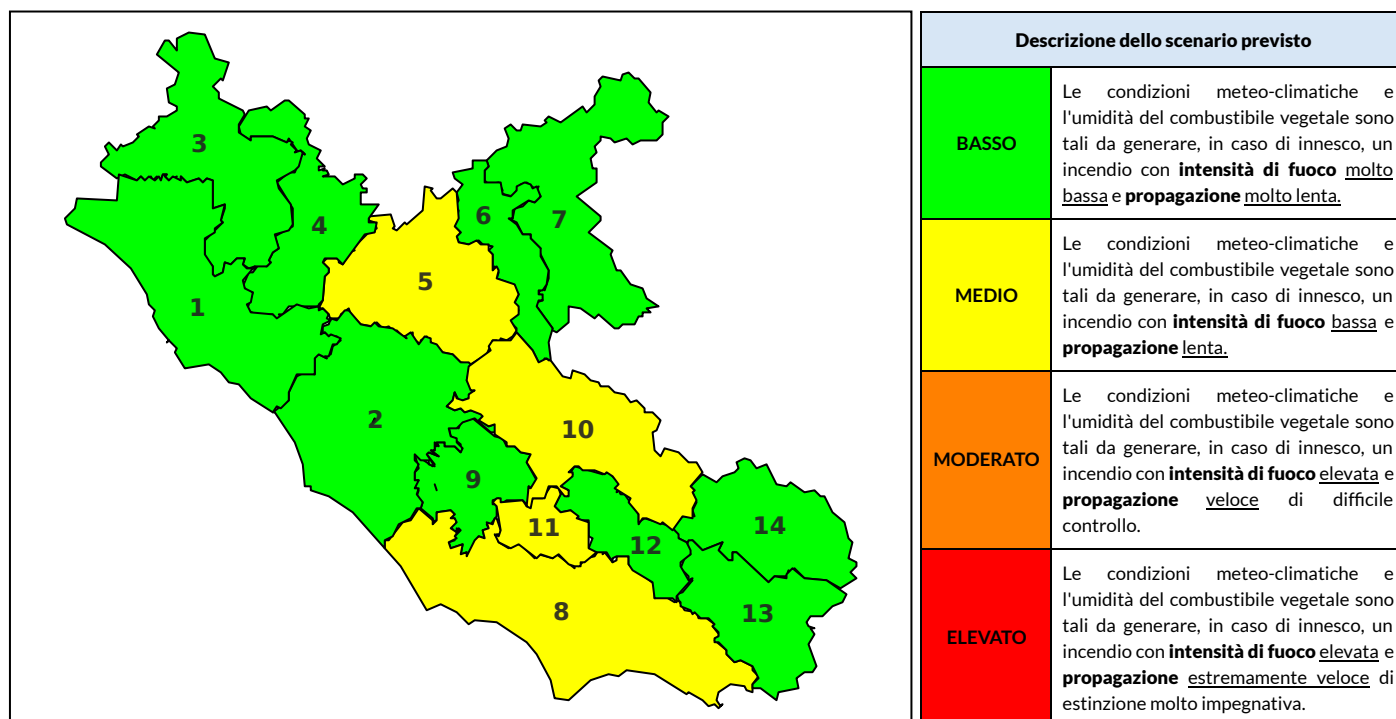 3
4
6
7
5
1
2
10
9
11
14
12
8
13
Descrizione dello scenario previsto
BASSO
Le condizioni meteo-climatiche e
l'umidità del combustibile vegetale sono
tali da generare, in caso di innesco, un
incendio con intensità di fuoco molto
bassa e propagazione molto lenta.
MEDIO
Le condizioni meteo-climatiche e
l'umidità del combustibile vegetale sono
tali da generare, in caso di innesco, un
incendio con intensità di fuoco bassa e
propagazione lenta.
MODERATO
Le condizioni meteo-climatiche e
l'umidità del combustibile vegetale sono
tali da generare, in caso di innesco, un
incendio con intensità di fuoco elevata e
propagazione veloce di difficile
controllo.
ELEVATO
Le condizioni meteo-climatiche e
l'umidità del combustibile vegetale sono
tali da generare, in caso di innesco, un
incendio con intensità di fuoco elevata e
propagazione estremamente veloce di
estinzione molto impegnativa.